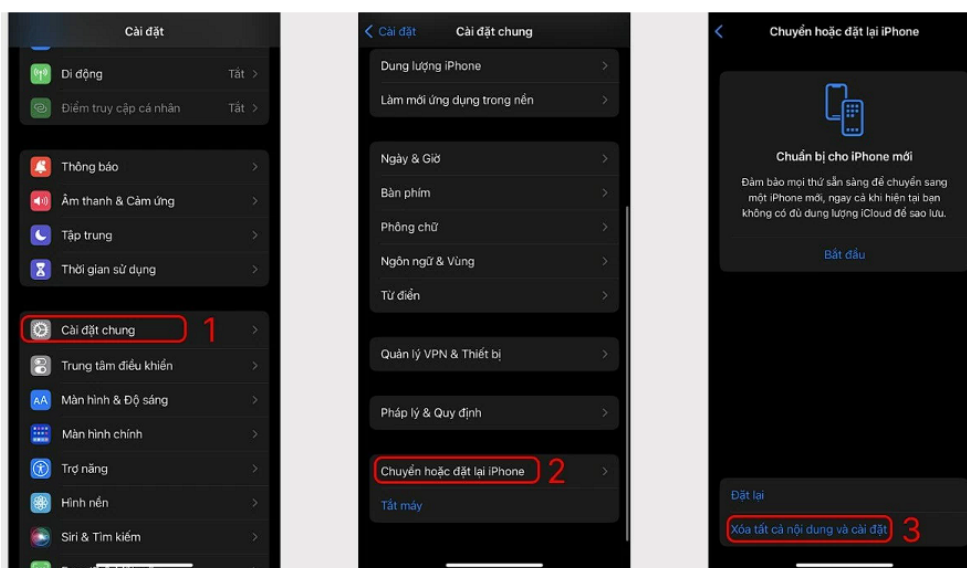 Cài đặt
Di động Tắt
Điểm truy cập cá nhân Tắt
Thông báo
Âm thanh & Cảm ứng
Tập trung
Thời gian sử dụng
Cài đặt chung 1
Trung tâm điều khiển
Màn hình & Độ sáng
Màn hình chính
Trợ năng
Hình nền
Siri & Tìm kiếm
Cài đặt Cài đặt chung
Dung lượng iPhone
Làm mới ứng dụng trong nền
Ngày & Giờ
Bàn phím
Phông chữ
Ngôn ngữ & Vùng
Từ điển
Quản lý VPN & Thiết bị
Pháp lý & Quy định
Chuyển hoặc đặt lại iPhone 2
Tắt máy
Chuyển hoặc đặt lại iPhone
Chuẩn bị cho iPhone mới
Đảm bảo mọi thứ sẵn sàng để chuyển sang
một iPhone mới, ngay cả khi hiện tại bạn
không có đủ dung lượng iCloud để sao lưu.
Bắt đầu
Đặt lại
Xóa tất cả nội dung và cài đặt 3